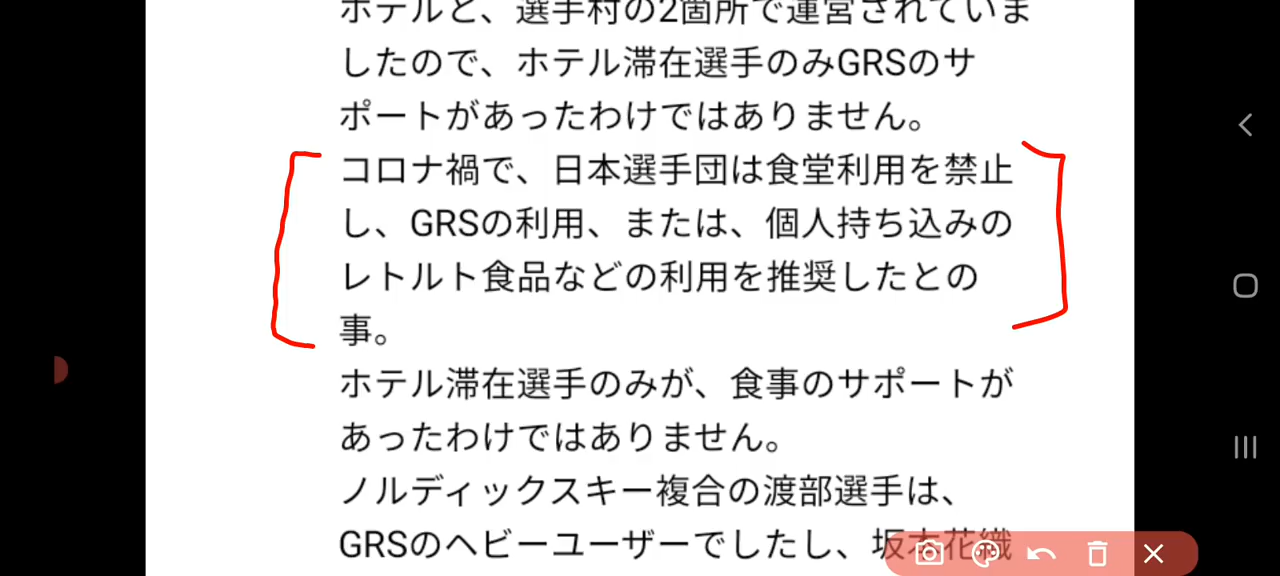 ホテルと、選手村の2箇所で運営されていま
したので、ホテル滞在選手のみGRSのサ
ポートがあったわけではありません。
コロナ禍で、日本選手団は食堂利用を禁止
し、GRSの利用、または、個人持ち込みの
レトルト食品などの利用を推奨したとの
事。
ホテル滞在選手のみが、食事のサポートが
あったわけではありません。
ノルディックスキー複合の渡部選手は、
GRSのヘビーユーザーでしたし、坂本花織